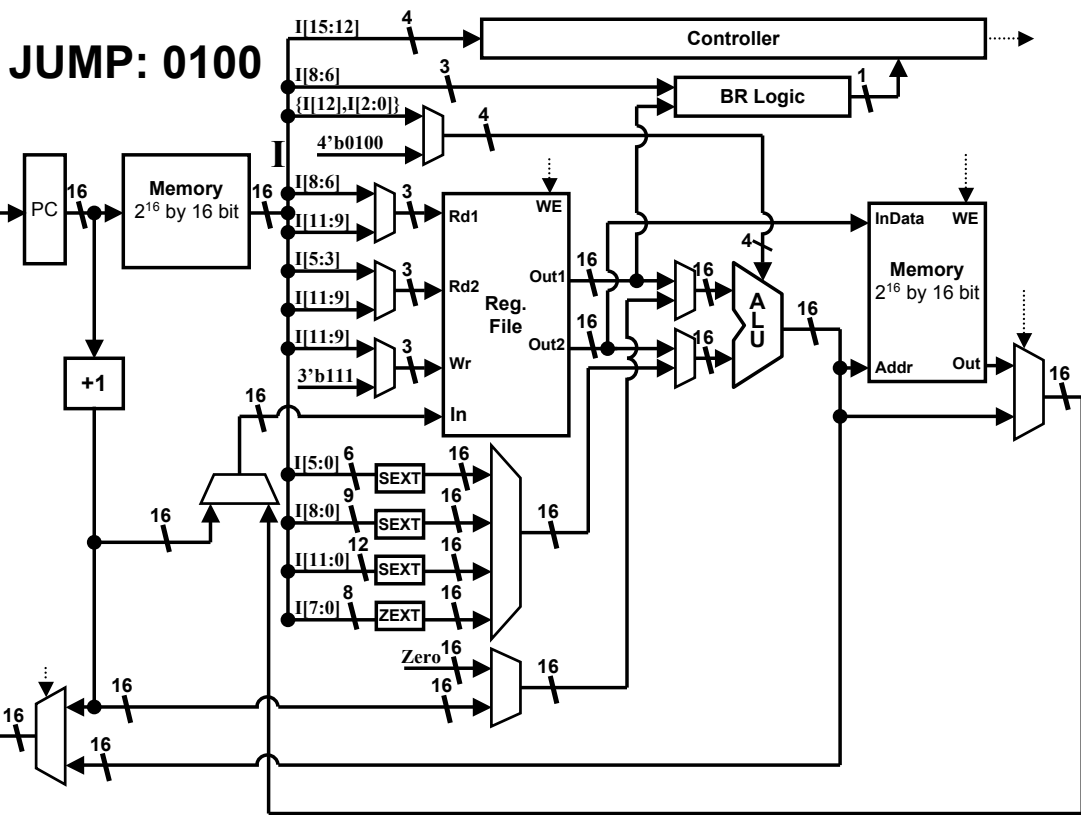 I[15:12]
4
Controller
JUMP: 0100
I[8:6]
3
BR Logic
1
{I[12],I[2:0]}
4
4'b0100
I
PC
16
Memory
2^16 by 16 bit
16
I[8:6]
3
Rd1
WE
I[11:9]
I[5:3]
3
Rd2
I[11:9]
Reg.
File
Out1
16
Out2
16
I[11:9]
3
Wr
3'b111
16
In
16
16
4
ALU
16
InData
WE
Memory
2^16 by 16 bit
Addr
Out
16
+1
I[5:0]
6
SEXT
16
I[8:0]
9
SEXT
16
16
16
I[11:0]
12
SEXT
16
I[7:0]
8
ZEXT
16
Zero
16
16
16
16
16
16